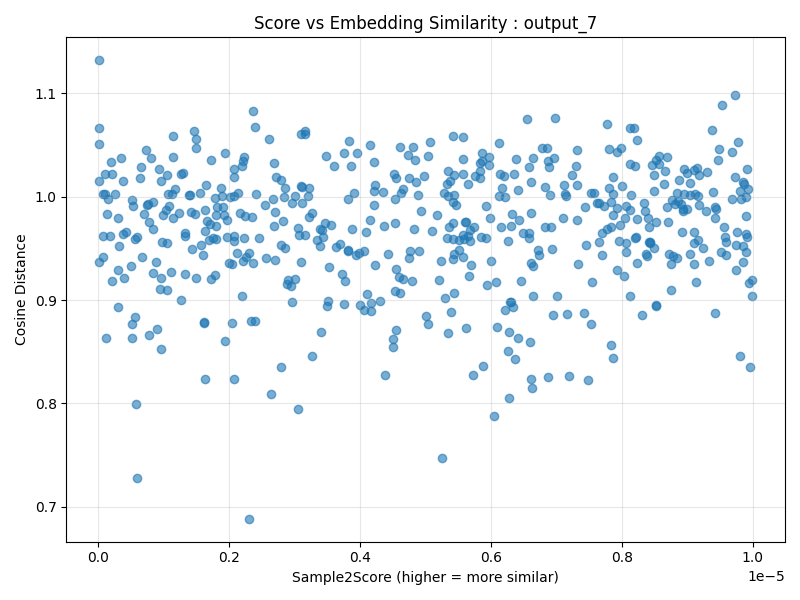 Score vs Embedding Similarity : output_7
Cosine Distance
1.1
1.0
0.9
0.8
0.7
0.0 0.2 0.4 0.6 0.8 1.0
1e−5
Sample2Score (higher = more similar)